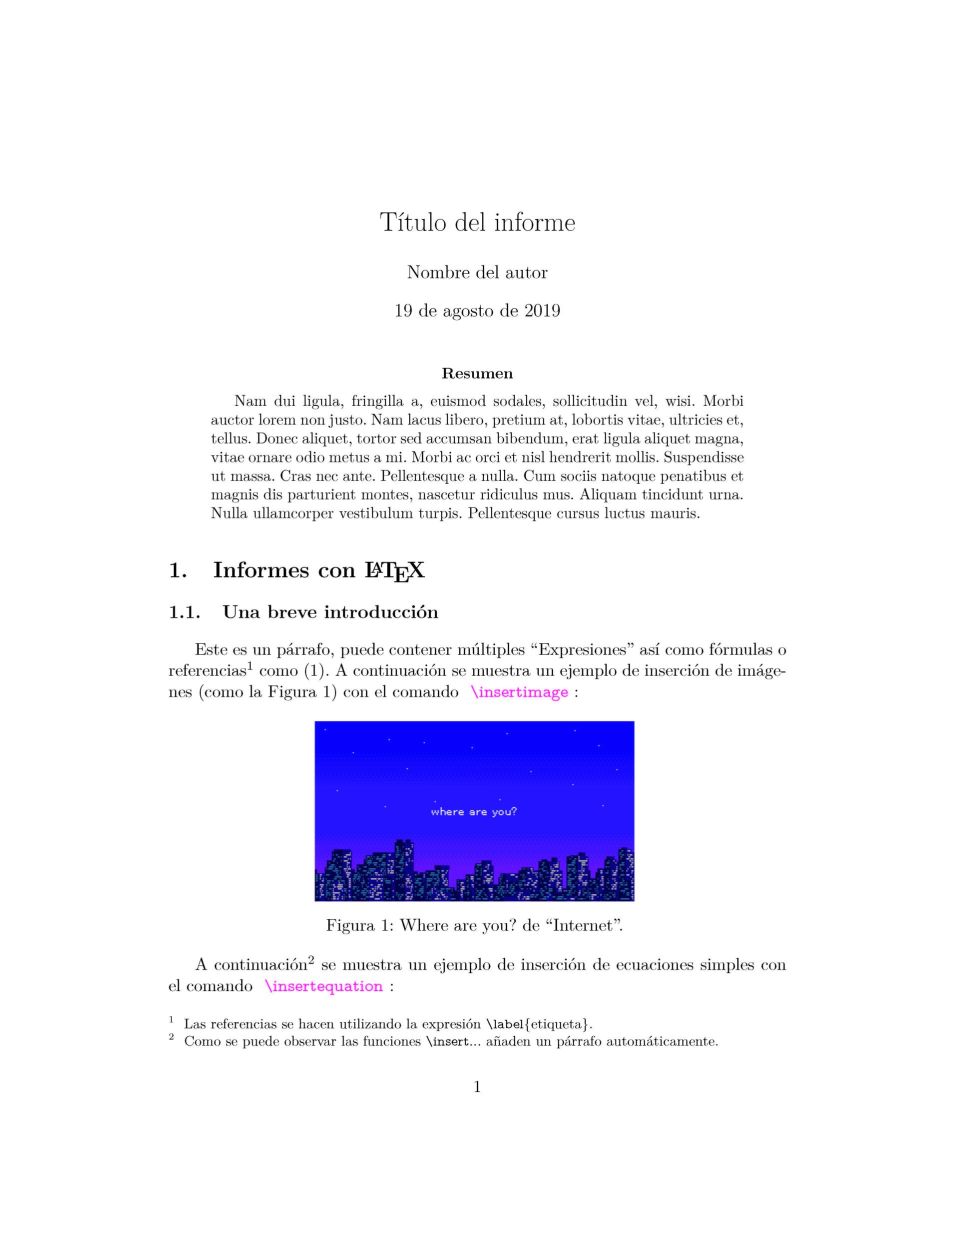 Título del informe
Nombre del autor
19 de agosto de 2019
Resumen
Nam dui ligula, fringilla a, euismod sodales, sollicitudin vel, wisi. Morbi
auctor lorem non justo. Nam lacus libero, pretium at, lobortis vitae, ultricies et,
tellus. Donec aliquet, tortor sed accumsan bibendum, erat ligula aliquet magna,
vitae ornare odio metus a mi. Morbi ac orci et nisl hendrerit mollis. Suspendisse
ut massa. Cras nec ante. Pellentesque a nulla. Cum sociis natoque penatibus et
magnis dis parturient montes, nascetur ridiculus mus. Aliquam tincidunt urna.
Nulla ullamcorper vestibulum turpis. Pellentesque cursus luctus mauris.
1. Informes con LATEX
1.1. Una breve introducción
Este es un párrafo, puede contener múltiples “Expresiones” así como fórmulas o
referencias¹ como (1). A continuación se muestra un ejemplo de inserción de imáge-
nes (como la Figura 1) con el comando \insertimage :
where are you?
Figura 1: Where are you? de “Internet”.
A continuación² se muestra un ejemplo de inserción de ecuaciones simples con
el comando \insertequation :
¹ Las referencias se hacen utilizando la expresión \label{etiqueta}.
² Como se puede observar las funciones \insert... añaden un párrafo automáticamente.
1